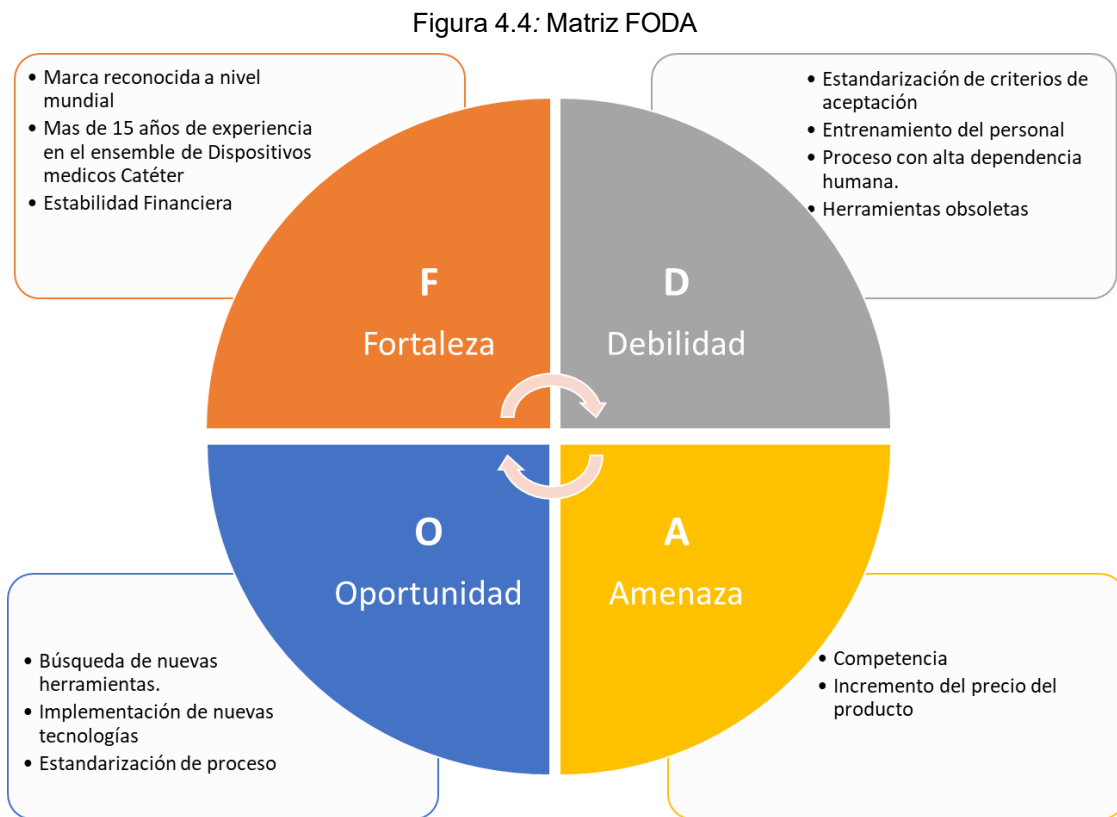 Figura 4.4: Matriz FODA
• Marca reconocida a nivel
mundial
• Mas de 15 años de experiencia
en el ensemble de Dispositivos
medicos Catéter
• Estabilidad Financiera
• Estandarización de criterios de
aceptación
• Entrenamiento del personal
• Proceso con alta dependencia
humana.
• Herramientas obsoletas
F
Fortaleza
D
Debilidad
O
Oportunidad
A
Amenaza
• Búsqueda de nuevas
herramientas.
• Implementación de nuevas
tecnologías
• Estandarización de proceso
• Competencia
• Incremento del precio del
producto